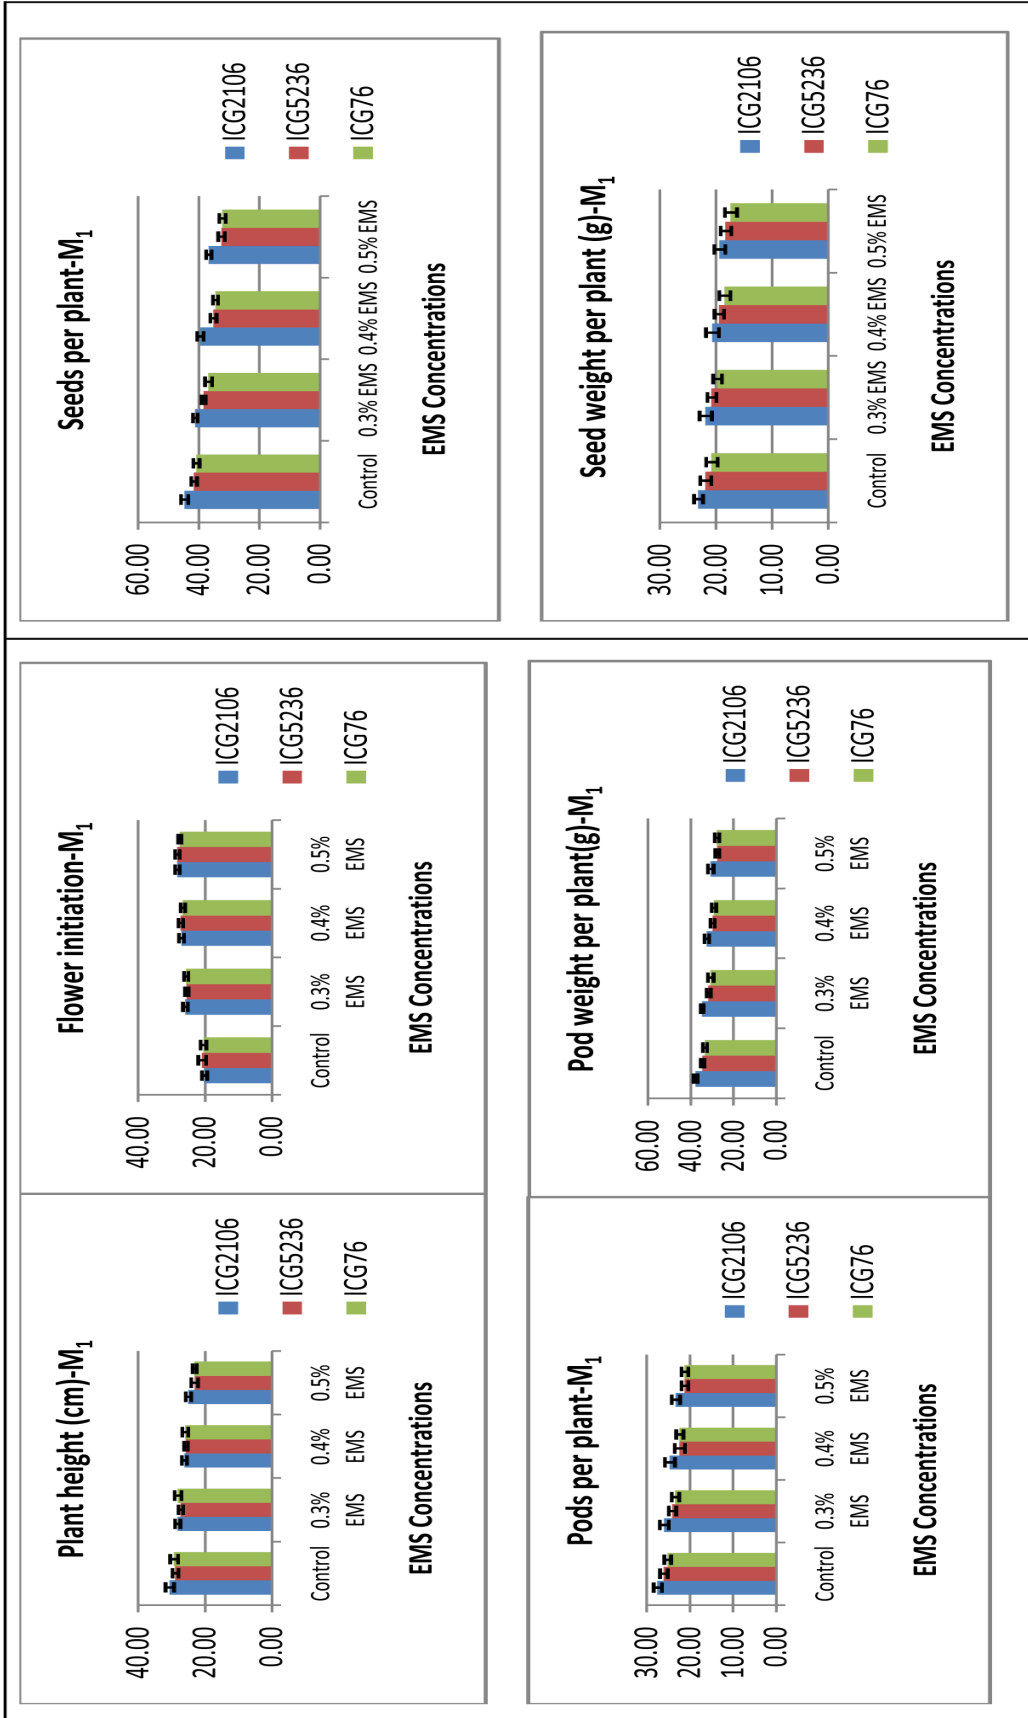 Plant height (cm)-M1
40.00
20.00
0.00
Control
0.3% EMS
0.4% EMS
0.5% EMS
EMS Concentrations
ICG2106
ICG5236
ICG76
Flower initiation-M1
40.00
20.00
0.00
Control
0.3% EMS
0.4% EMS
0.5% EMS
EMS Concentrations
ICG2106
ICG5236
ICG76
Seeds per plant-M1
60.00
40.00
20.00
0.00
Control 0.3% EMS 0.4% EMS 0.5% EMS
EMS Concentrations
ICG2106
ICG5236
ICG76
Pods per plant-M1
30.00
20.00
10.00
0.00
Control
0.3% EMS
0.4% EMS
0.5% EMS
EMS Concentrations
ICG2106
ICG5236
ICG76
Pod weight per plant(g)-M1
60.00
40.00
20.00
0.00
Control
0.3% EMS
0.4% EMS
0.5% EMS
EMS Concentrations
ICG2106
ICG5236
ICG76
Seed weight per plant (g)-M1
30.00
20.00
10.00
0.00
Control 0.3% EMS 0.4% EMS 0.5% EMS
EMS Concentrations
ICG2106
ICG5236
ICG76